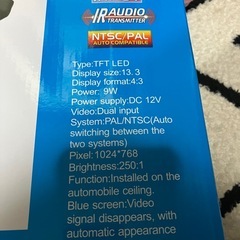 IR AUDIO
TRANSMITTER
NTSC/PAL
AUTO COMPATIBLE
Type:TFT LED
Display size:13.3
Display format:4:3
Power: 9W
Power supply:DC 12V
Video:Dual input
System:PAL/NTSC(Auto
switching between the
two systems)
Pixel:1024*768
Brightness:250:1
Function:Installed on the
automobile ceiling.
Blue screen:Video
signal disappears, with
automatic appearance